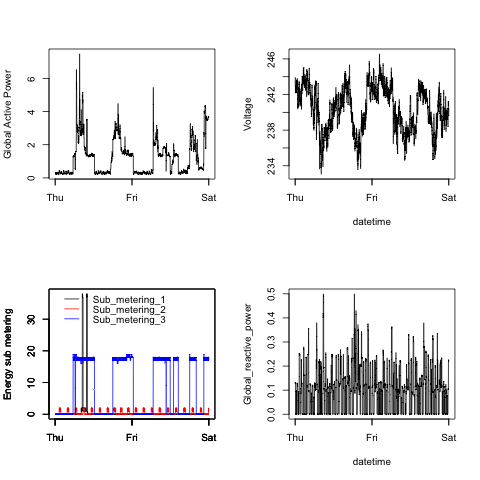 Global Active Power
0 2 4 6
Thu Fri Sat
Voltage
234 238 242 246
Thu Fri Sat
datetime
Energy sub metering
0 10 20 30
Sub_metering_1
Sub_metering_2
Sub_metering_3
Thu Fri Sat
Global_reactive_power
0.0 0.1 0.2 0.3 0.4 0.5
Thu Fri Sat
datetime